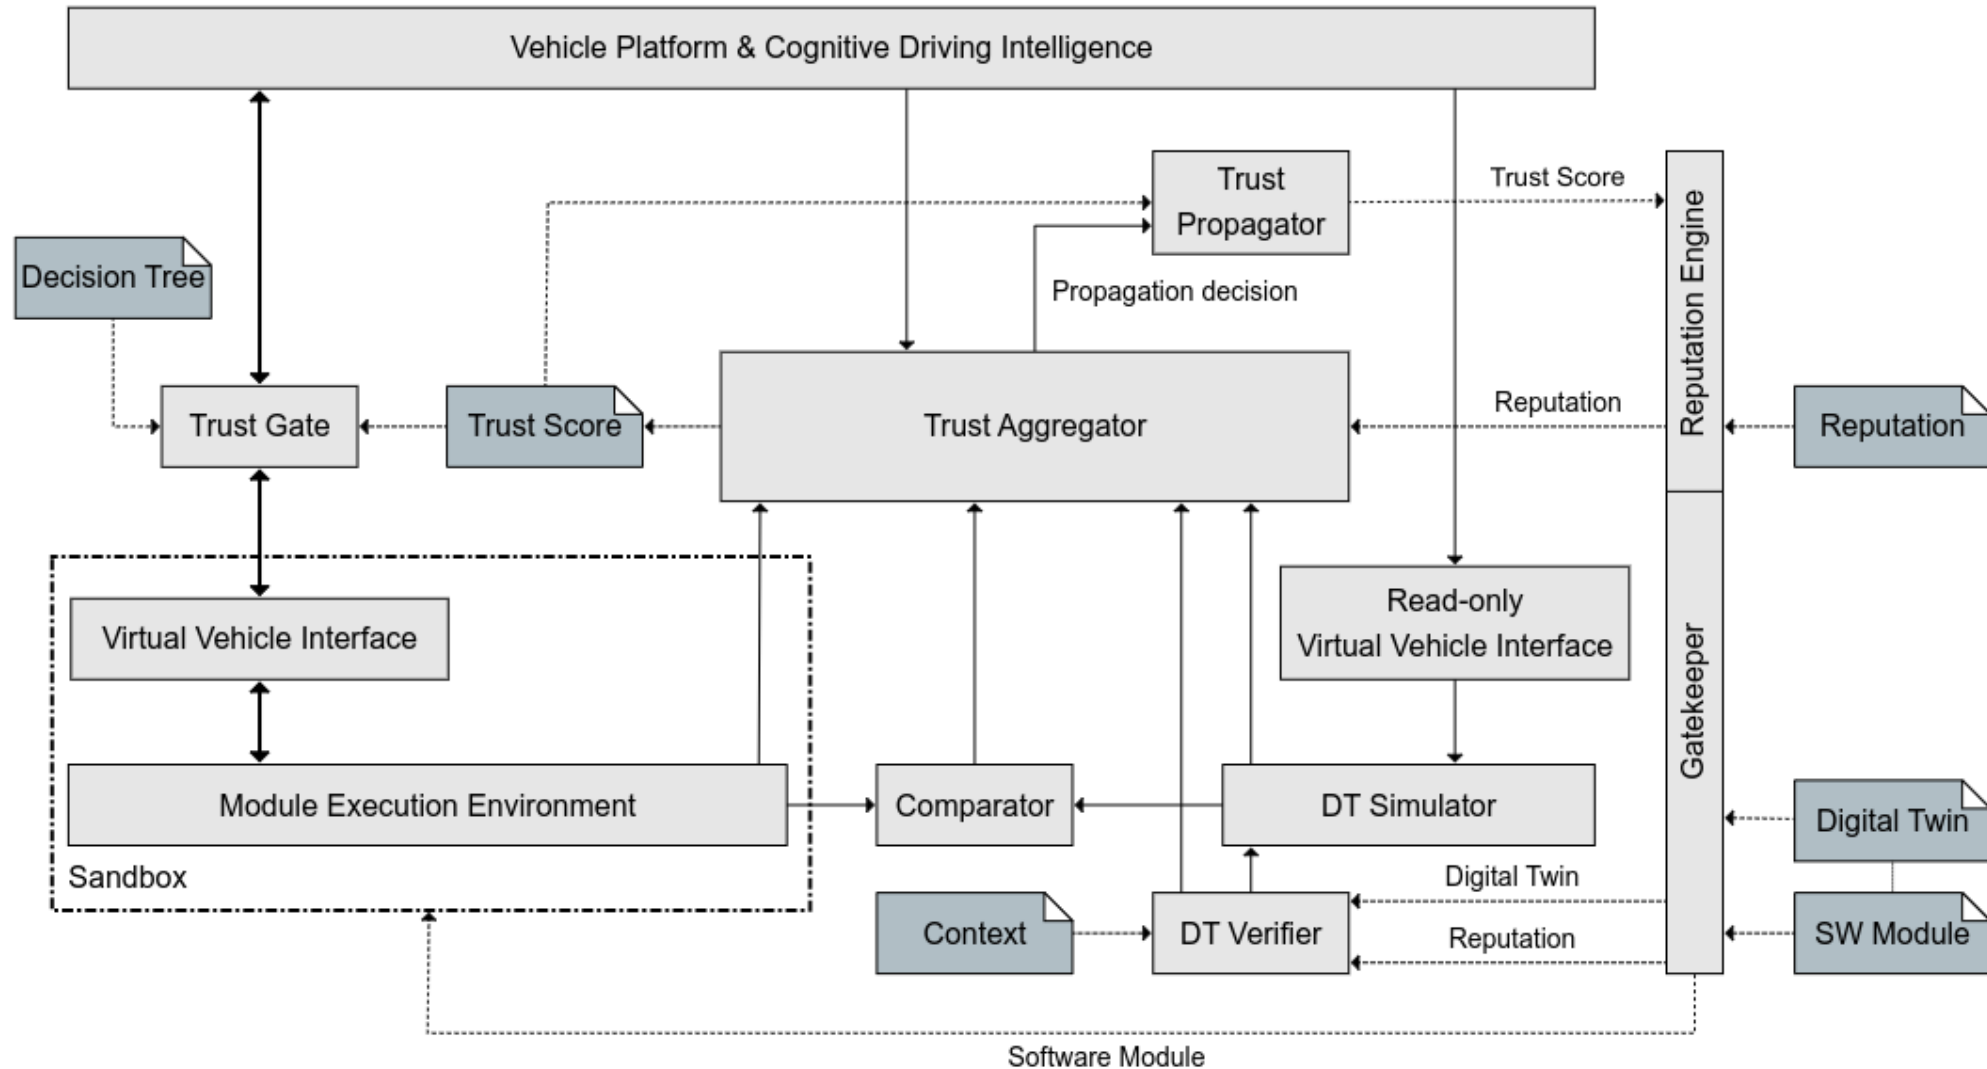 Vehicle Platform & Cognitive Driving Intelligence
Trust
Propagator
Trust Score
Reputation Engine
Decision Tree
Propagation decision
Trust Gate
Trust Score
Trust Aggregator
Reputation
Reputation
Virtual Vehicle Interface
Read-only
Virtual Vehicle Interface
Gatekeeper
Module Execution Environment
Comparator
DT Simulator
Digital Twin
Sandbox
Digital Twin
Context
DT Verifier
Reputation
SW Module
Software Module